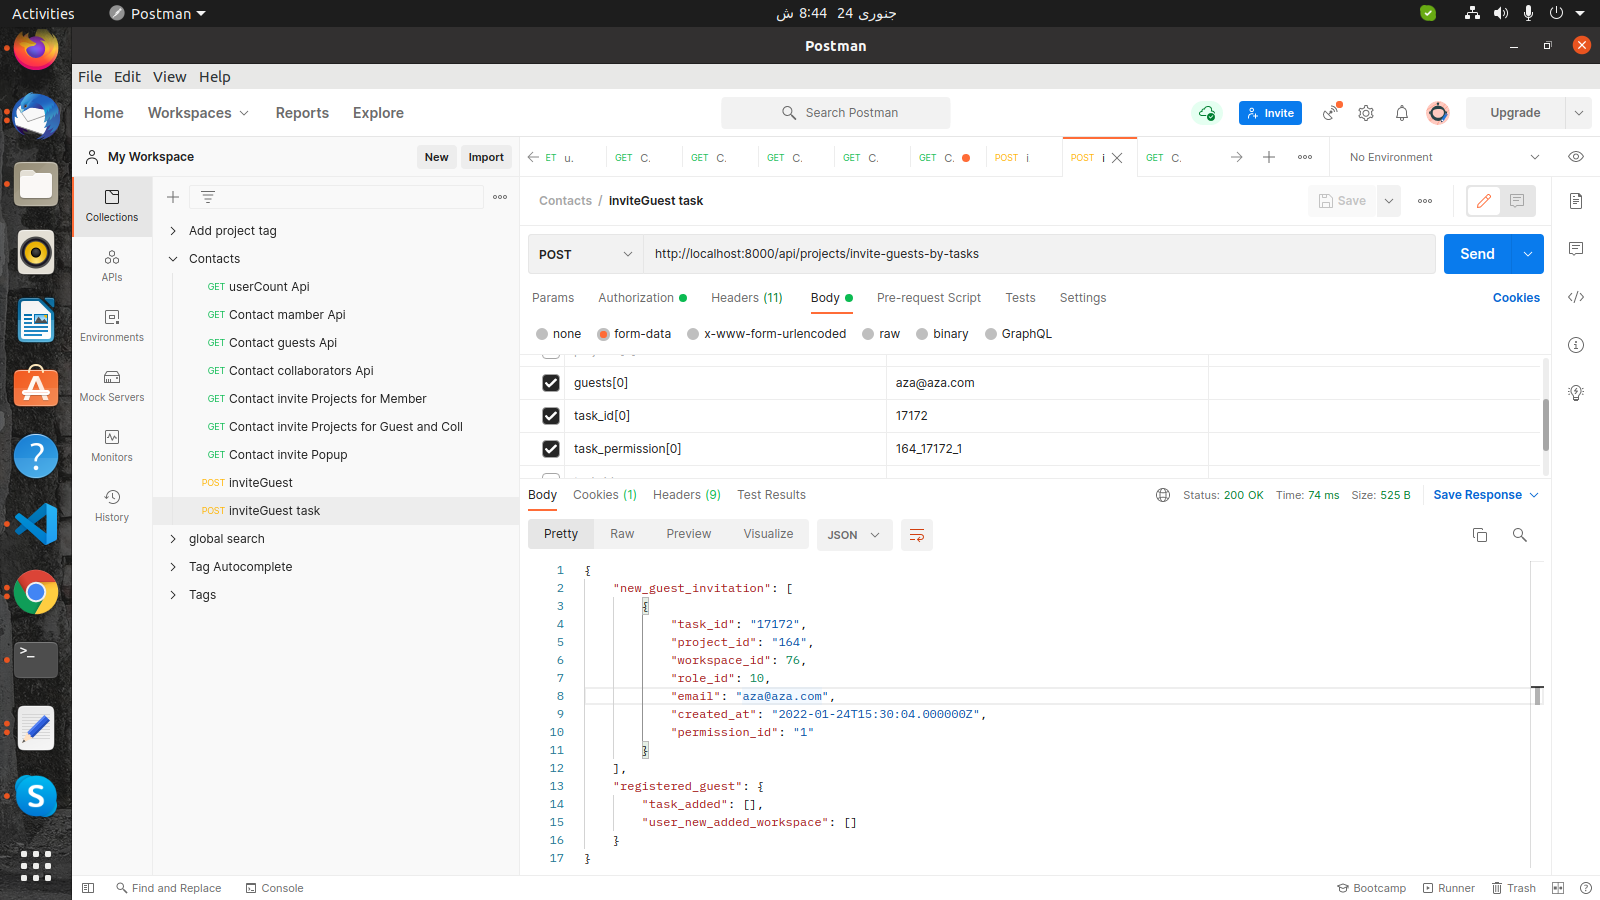 Activities
Postman
جنوری 24  8:44 ش
Postman
File Edit View Help
Home Workspaces Reports Explore
Search Postman
Invite
Upgrade
My Workspace
New Import
ET u.
GET C.
GET C.
GET C.
GET C.
GET C.
POST i
POST i
GET C.
No Environment
Collections
APIs
Environments
Mock Servers
Monitors
History
Add project tag
Contacts
GET userCount Api
GET Contact mamber Api
GET Contact guests Api
GET Contact collaborators Api
GET Contact invite Projects for Member
GET Contact invite Projects for Guest and Coll
GET Contact invite Popup
POST inviteGuest
POST inviteGuest task
global search
Tag Autocomplete
Tags
Contacts / inviteGuest task
Save
POST http://localhost:8000/api/projects/invite-guests-by-tasks
Send
Params Authorization Headers (11) Body Pre-request Script Tests Settings
Cookies
none form-data x-www-form-urlencoded raw binary GraphQL
guests[0] aza@aza.com
task_id[0] 17172
task_permission[0] 164_17172_1
Body Cookies (1) Headers (9) Test Results
Status: 200 OK Time: 74 ms Size: 525 B Save Response
Pretty Raw Preview Visualize JSON
1 {
2 "new_guest_invitation": [
3 {
4 "task_id": "17172",
5 "project_id": "164",
6 "workspace_id": 76,
7 "role_id": 10,
8 "email": "aza@aza.com",
9 "created_at": "2022-01-24T15:30:04.000000Z",
10 "permission_id": "1"
11 }
12 ],
13 "registered_guest": {
14 "task_added": [],
15 "user_new_added_workspace": []
16 }
17 }
Find and Replace Console
Bootcamp Runner Trash